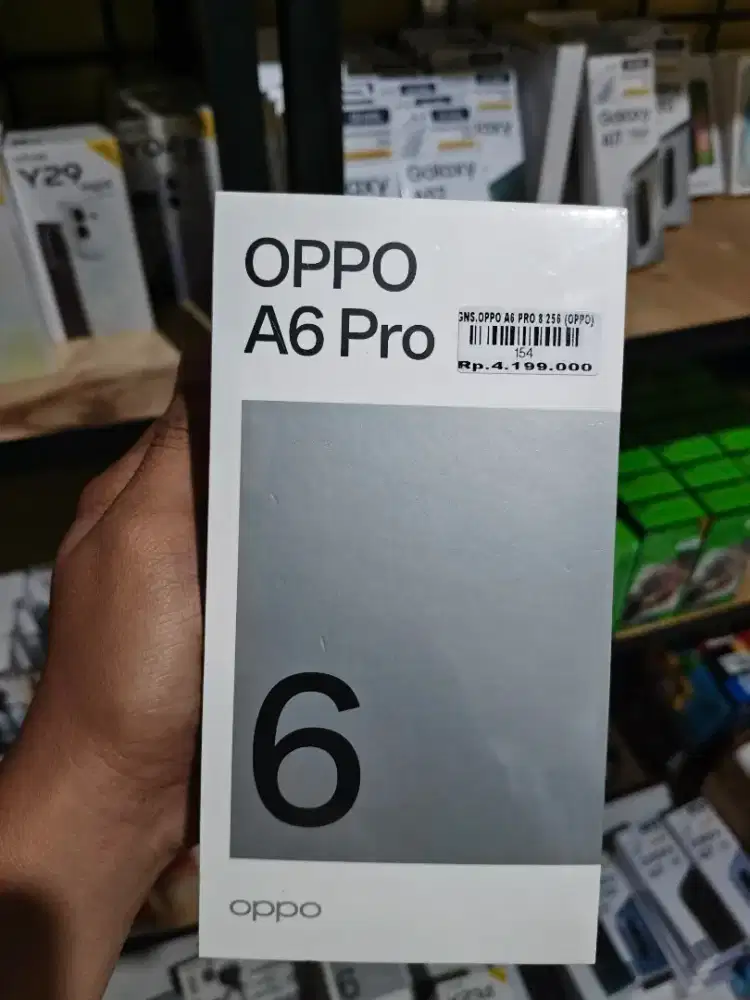 Y29
Galaxy
OPPO
A6 Pro
GNS.OPPO A6 PRO 8 256 (OPPO)
154
Rp.4.199.000
6
oppo
6